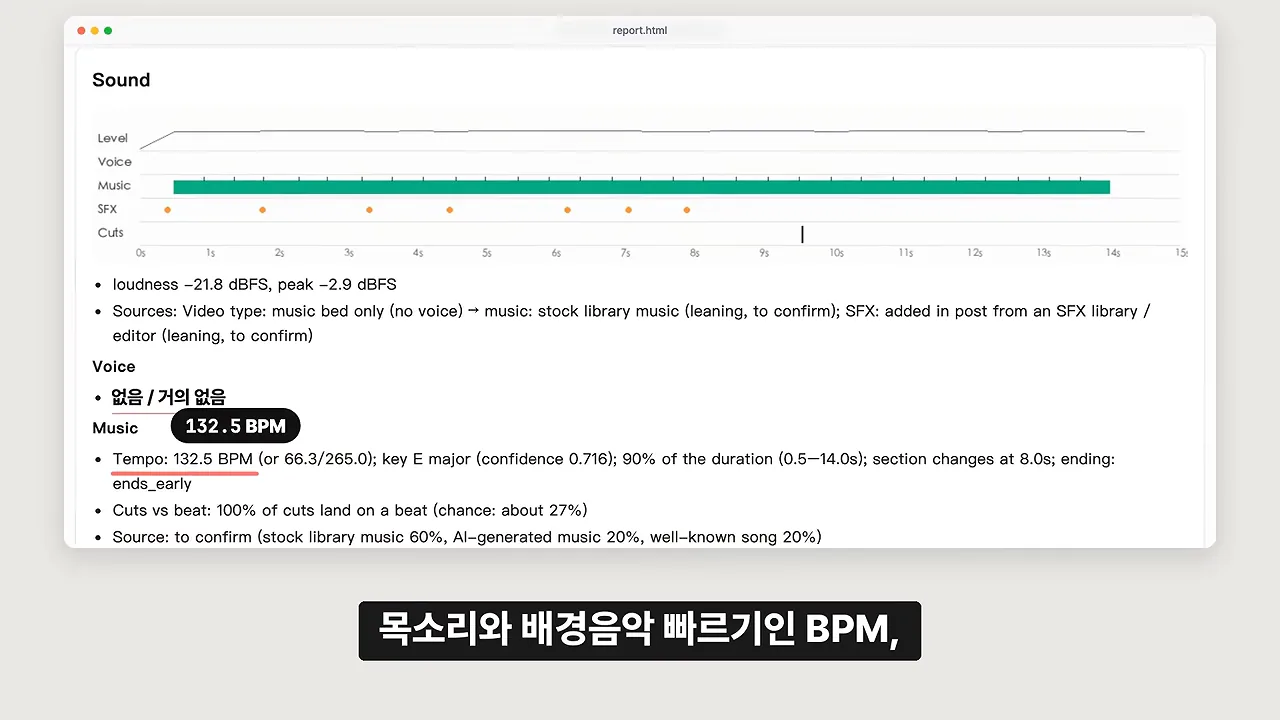 report.html
Sound
Level
Voice
Music
SFX
Cuts
0s 1s 2s 3s 4s 5s 6s 7s 8s 9s 10s 11s 12s 13s 14s 15s
• loudness −21.8 dBFS, peak −2.9 dBFS
• Sources: Video type: music bed only (no voice) → music: stock library music (leaning, to confirm); SFX: added in post from an SFX library /
editor (leaning, to confirm)
Voice
• 없음 / 거의 없음
132.5 BPM
Music
• Tempo: 132.5 BPM (or 66.3/265.0); key E major (confidence 0.716); 90% of the duration (0.5–14.0s); section changes at 8.0s; ending:
ends_early
• Cuts vs beat: 100% of cuts land on a beat (chance: about 27%)
• Source: to confirm (stock library music 60%, AI-generated music 20%, well-known song 20%)
목소리와 배경음악 빠르기인 BPM,